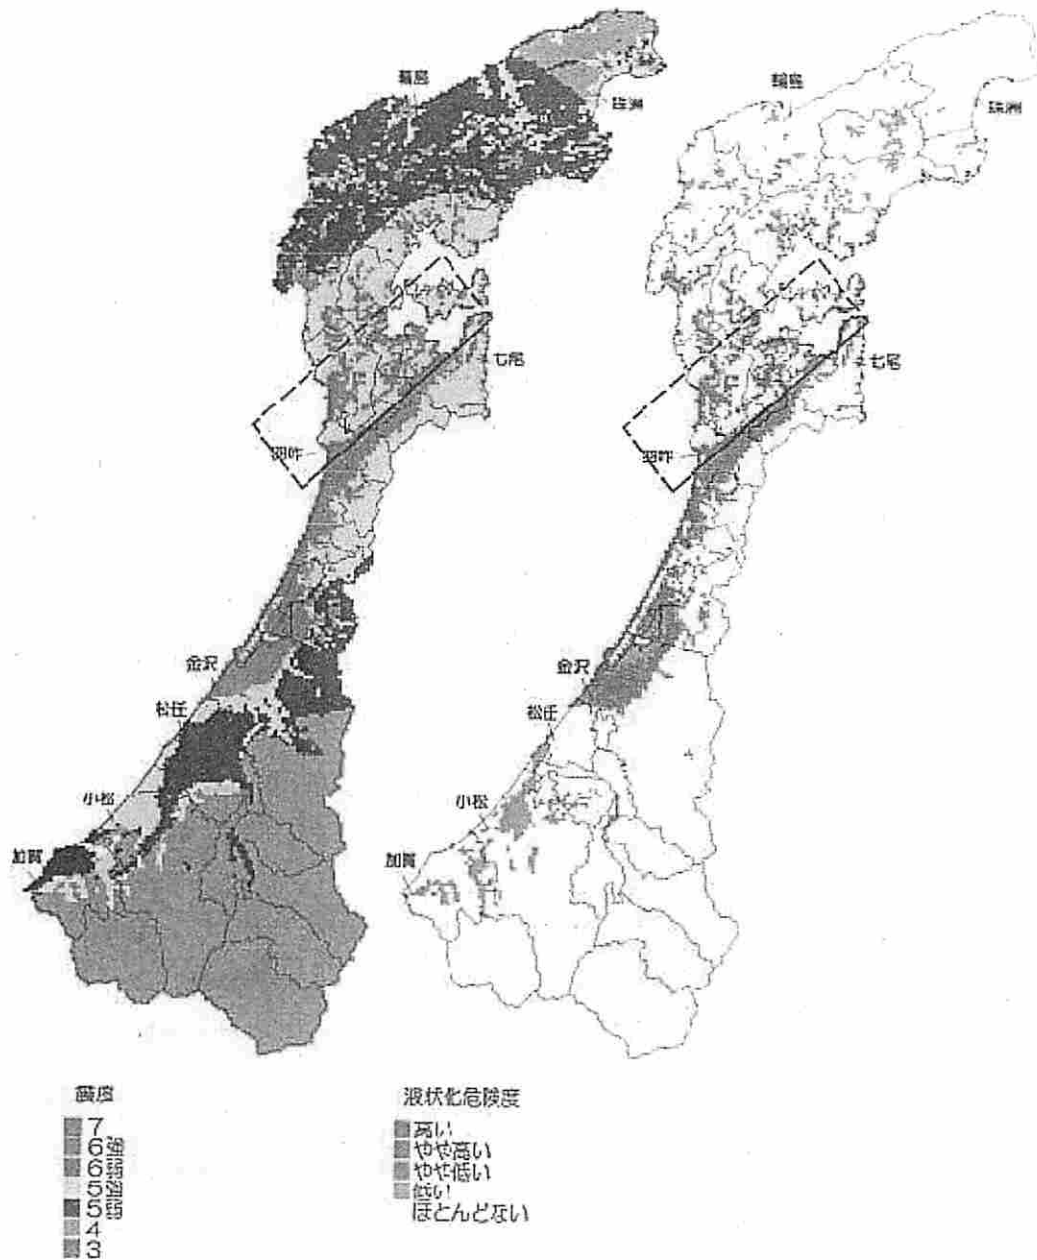 輪島
珠洲
七尾
羽咋
金沢
松任
小松
加賀
震度
7
6強
6弱
5強
5弱
4
3
輪島
珠洲
七尾
羽咋
金沢
松任
小松
加賀
液状化危険度
高い
やや高い
やや低い
低い
ほとんどない